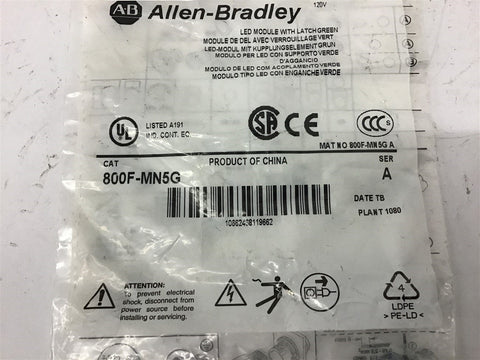 AB Allen-Bradley
120V
LED MODULE WITH LATCH GREEN
MODULE DE DEL AVEC VERROUILLAGE VERT
LED-MODUL MIT KUPPLUNGSELEMENT GRUN
MODULO PER LED CON SUPPORTO VERDE
D'AGGANCIO
MODULO DE LED COM ACOPLAMENTO VERDE
MODULO TIPO LED CON ENGANCHE VERDE
UL
LISTED A191
IND. CONT. EQ.
SA
CE
CCC S
MAT NO 800F-MN5G A
CAT
PRODUCT OF CHINA
SER
800F-MN5G
A
10662468119662
DATE TB
PLANT 1080
ATTENTION:
To prevent electrical
shock, disconnect from
power source before
installing or servicing.
4
LDPE
> PE-LD <